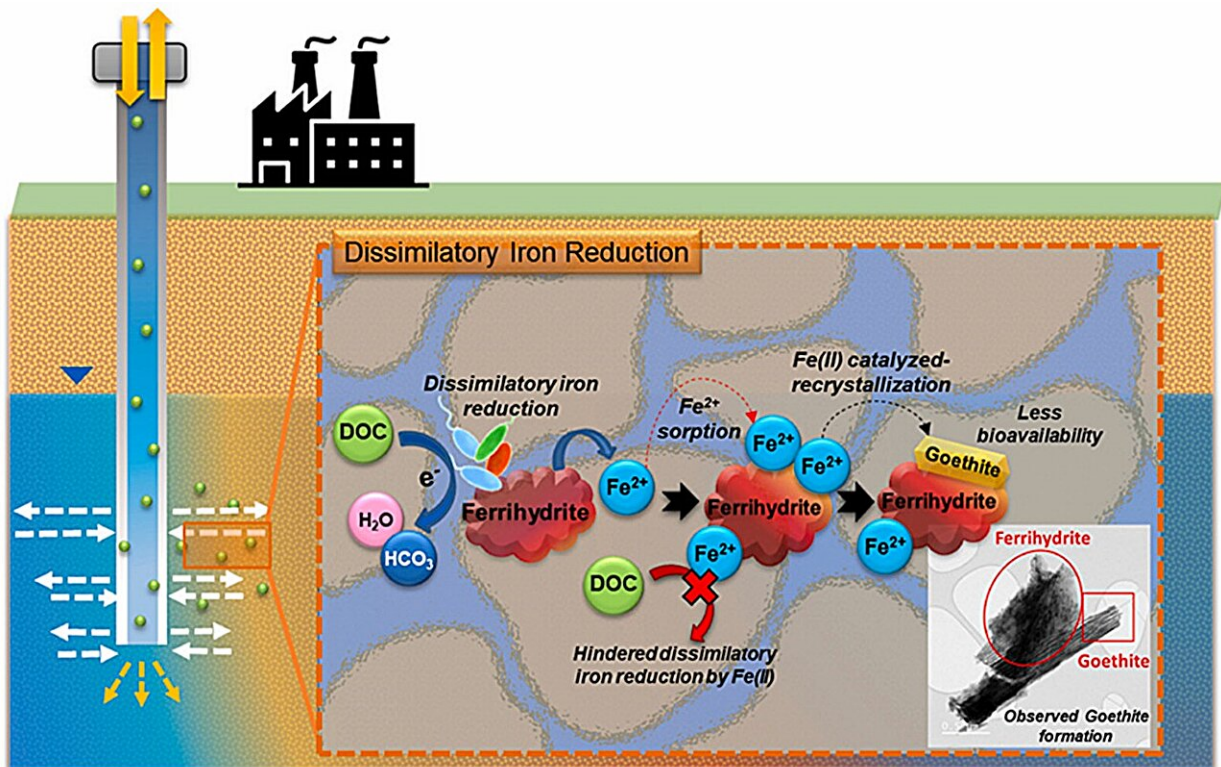 Dissimilatory Iron Reduction
Dissimilatory iron
reduction
DOC
e-
H₂O
HCO₃
Ferrihydrite
Fe²⁺
Fe²⁺
sorption
Fe²⁺
Fe²⁺
Ferrihydrite
Fe²⁺
DOC
Hindered dissimilatory
iron reduction by Fe(II)
Fe(II) catalyzed-
recrystallization
Less
bioavailability
Goethite
Ferrihydrite
Fe²⁺
Ferrihydrite
Goethite
Observed Goethite
formation